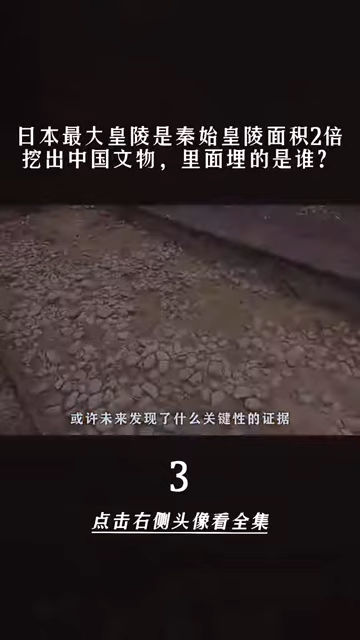 日本最大皇陵是秦始皇陵面积2倍
挖出中国文物，里面埋的是谁？
或许未来发现了什么关键性的证据
3
点击右侧头像看全集